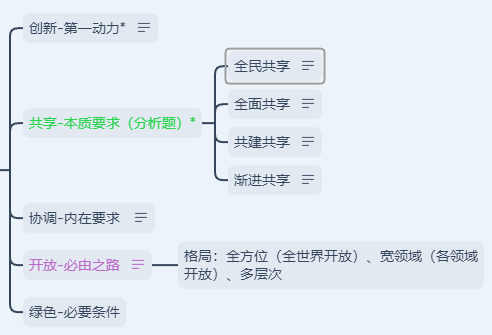 创新-第一动力*
共享-本质要求（分析题）*
全民共享
全面共享
共建共享
渐进共享
协调-内在要求
开放-必由之路
格局：全方位（全世界开放）、宽领域（各领域
开放）、多层次
绿色-必要条件